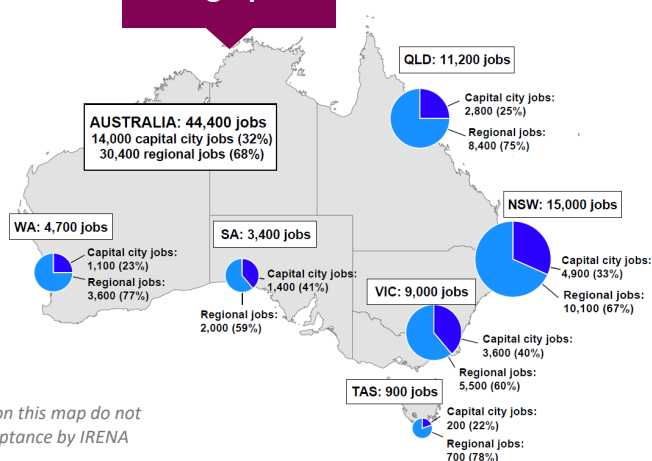 QLD: 11,200 jobs
Capital city jobs:
2,800 (25%)
Regional jobs:
8,400 (75%)
AUSTRALIA: 44,400 jobs
14,000 capital city jobs (32%)
30,400 regional jobs (68%)
NSW: 15,000 jobs
Capital city jobs:
4,900 (33%)
Regional jobs:
10,100 (67%)
WA: 4,700 jobs
Capital city jobs:
1,100 (23%)
Regional jobs:
3,600 (77%)
SA: 3,400 jobs
Capital city jobs:
1,400 (41%)
Regional jobs:
2,000 (59%)
VIC: 9,000 jobs
Capital city jobs:
3,600 (40%)
Regional jobs:
5,500 (60%)
TAS: 900 jobs
Capital city jobs:
200 (22%)
Regional jobs:
700 (78%)
on this map do not
ptance by IRENA